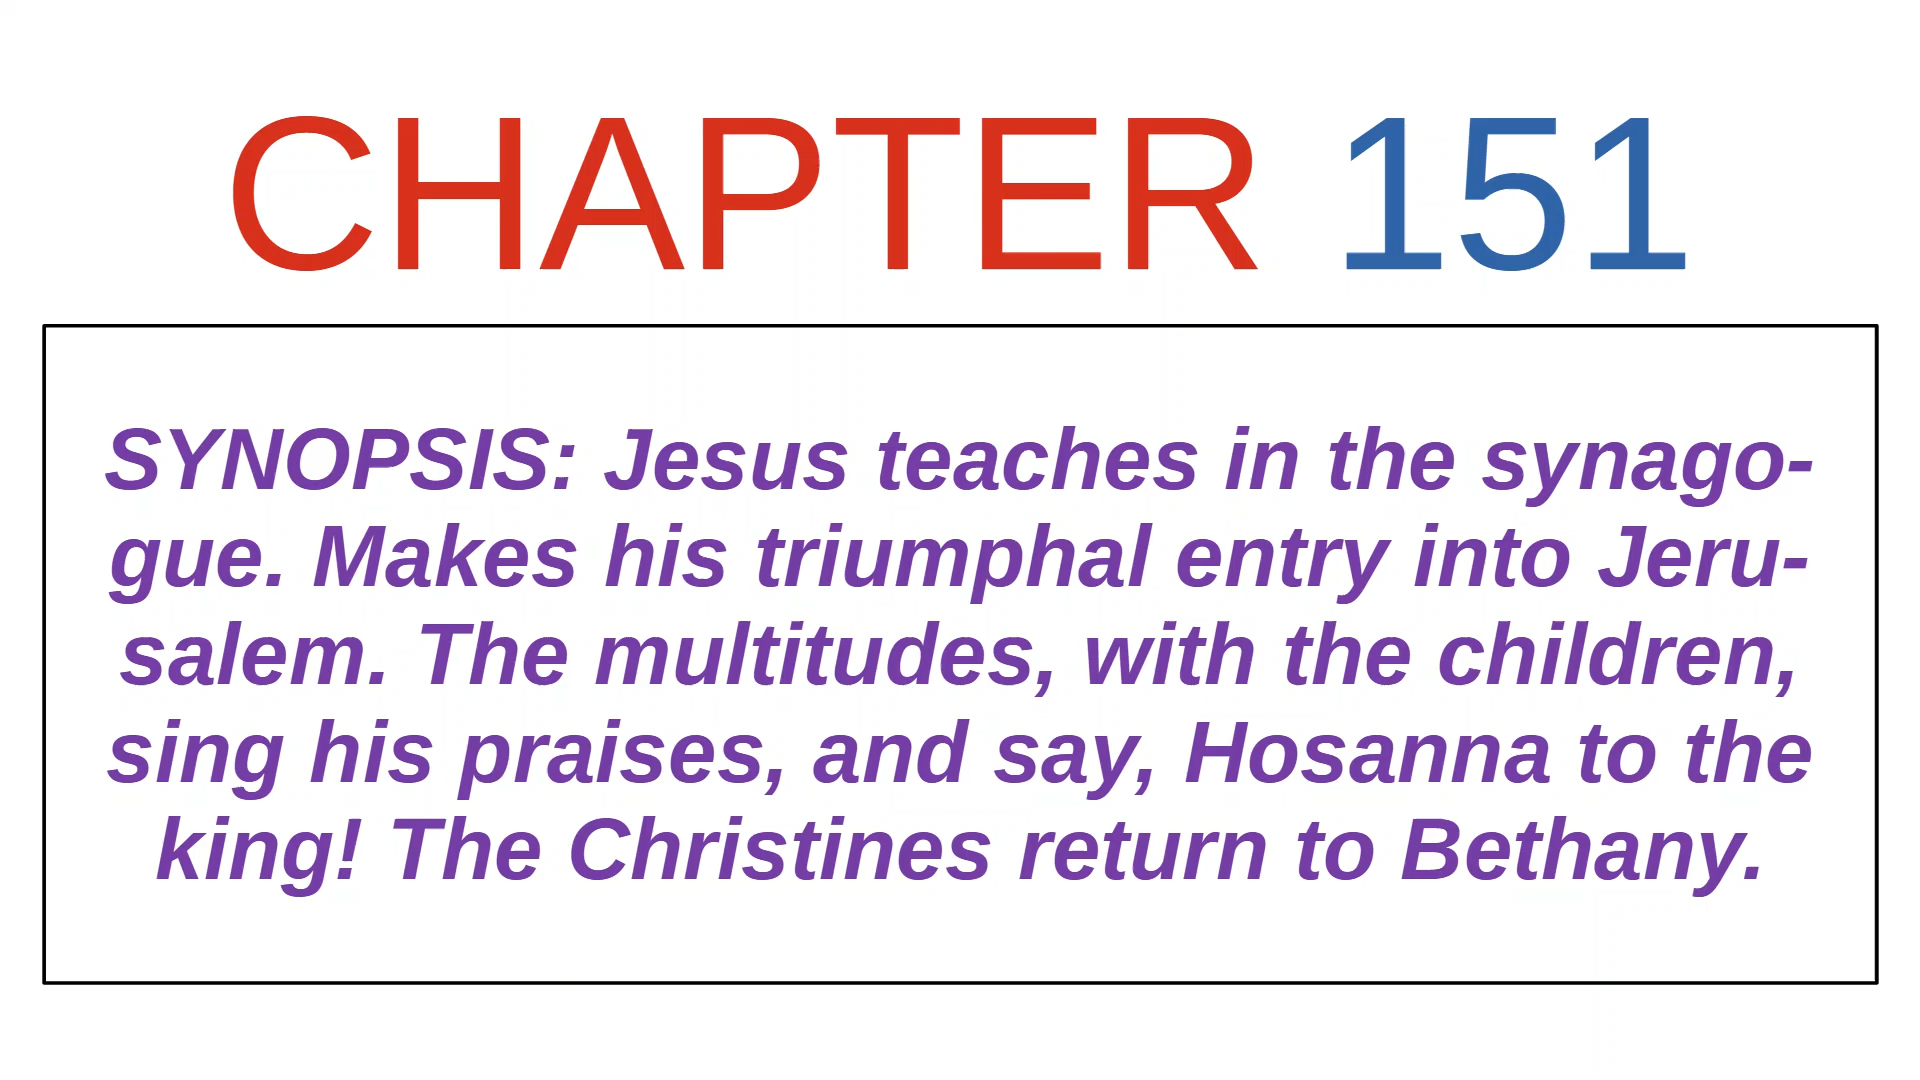 CHAPTER 151
SYNOPSIS: Jesus teaches in the synago-
gue. Makes his triumphal entry into Jeru-
salem. The multitudes, with the children,
sing his praises, and say, Hosanna to the
king! The Christines return to Bethany.